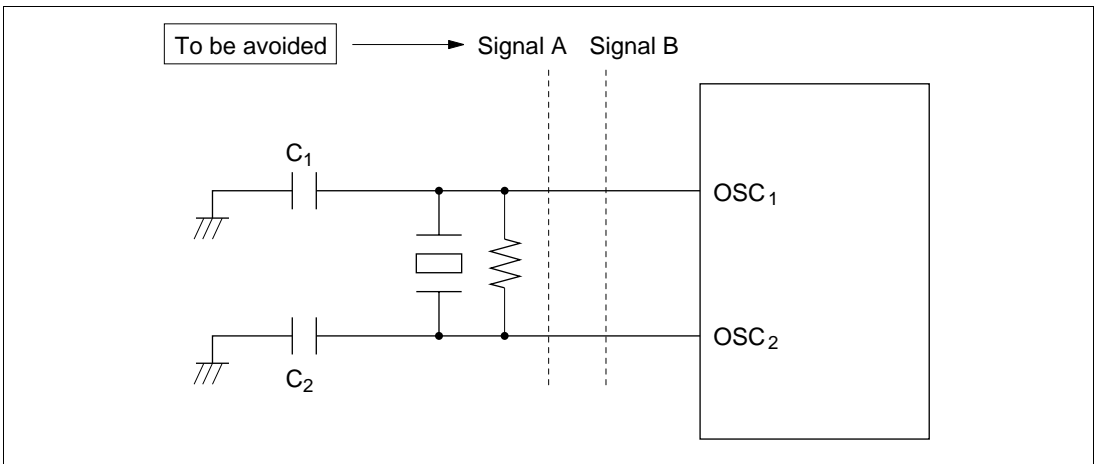 To be avoided Signal A Signal B
C1
OSC1
OSC2
C2